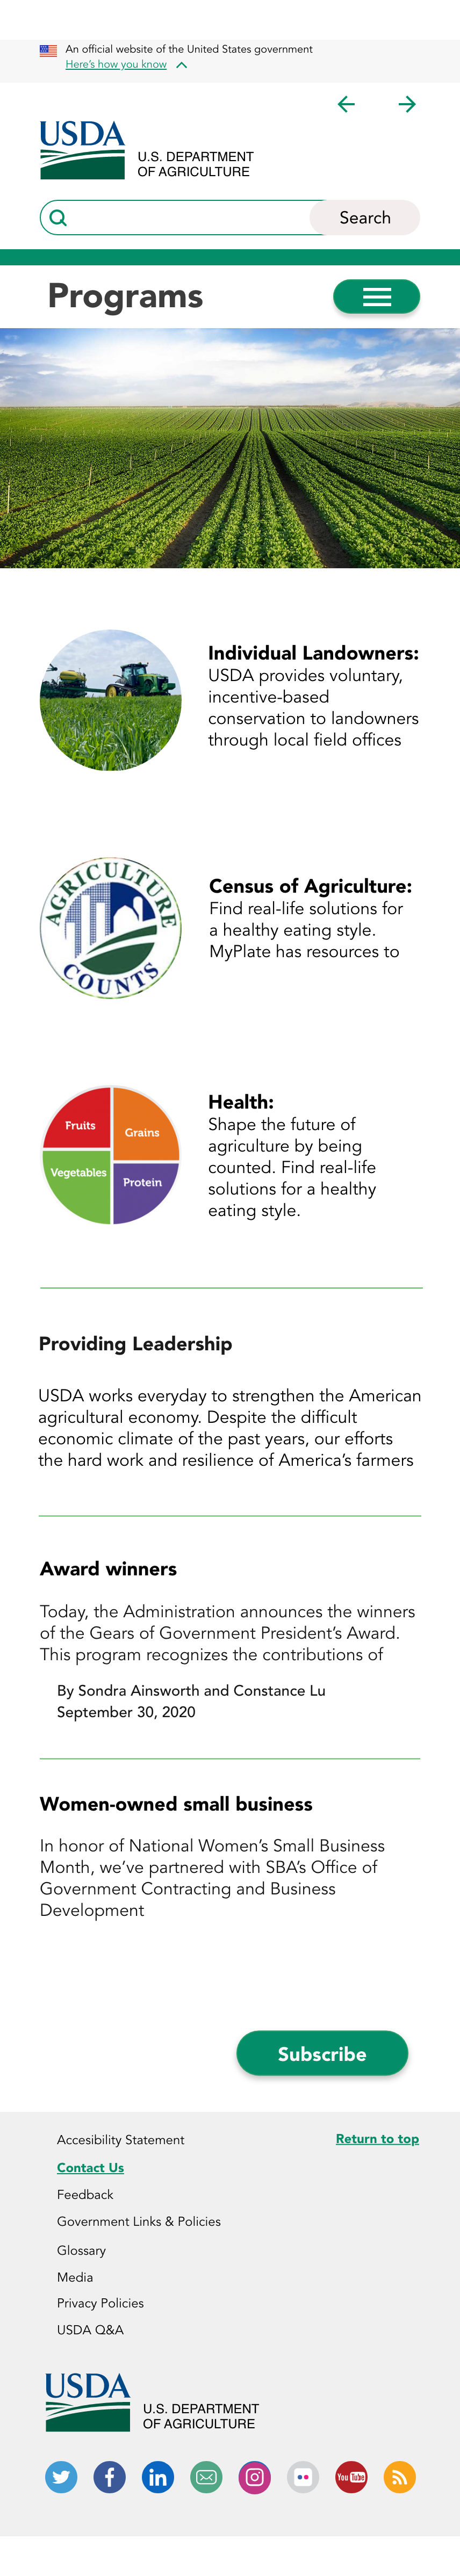 An official website of the United States government
Here's how you know
USDA
U.S. DEPARTMENT
OF AGRICULTURE
Search
Programs
Individual Landowners:
USDA provides voluntary,
incentive-based
conservation to landowners
through local field offices
AGRICULTURE
COUNTS
Census of Agriculture:
Find real-life solutions for
a healthy eating style.
MyPlate has resources to
Fruits
Grains
Vegetables
Protein
Health:
Shape the future of
agriculture by being
counted. Find real-life
solutions for a healthy
eating style.
Providing Leadership
USDA works everyday to strengthen the American
agricultural economy. Despite the difficult
economic climate of the past years, our efforts
the hard work and resilience of America's farmers
Award winners
Today, the Administration announces the winners
of the Gears of Government President's Award.
This program recognizes the contributions of
By Sondra Ainsworth and Constance Lu
September 30, 2020
Women-owned small business
In honor of National Women's Small Business
Month, we've partnered with SBA's Office of
Government Contracting and Business
Development
Subscribe
Accesibility Statement
Return to top
Contact Us
Feedback
Government Links & Policies
Glossary
Media
Privacy Policies
USDA Q&A
USDA
U.S. DEPARTMENT
OF AGRICULTURE
You Tube